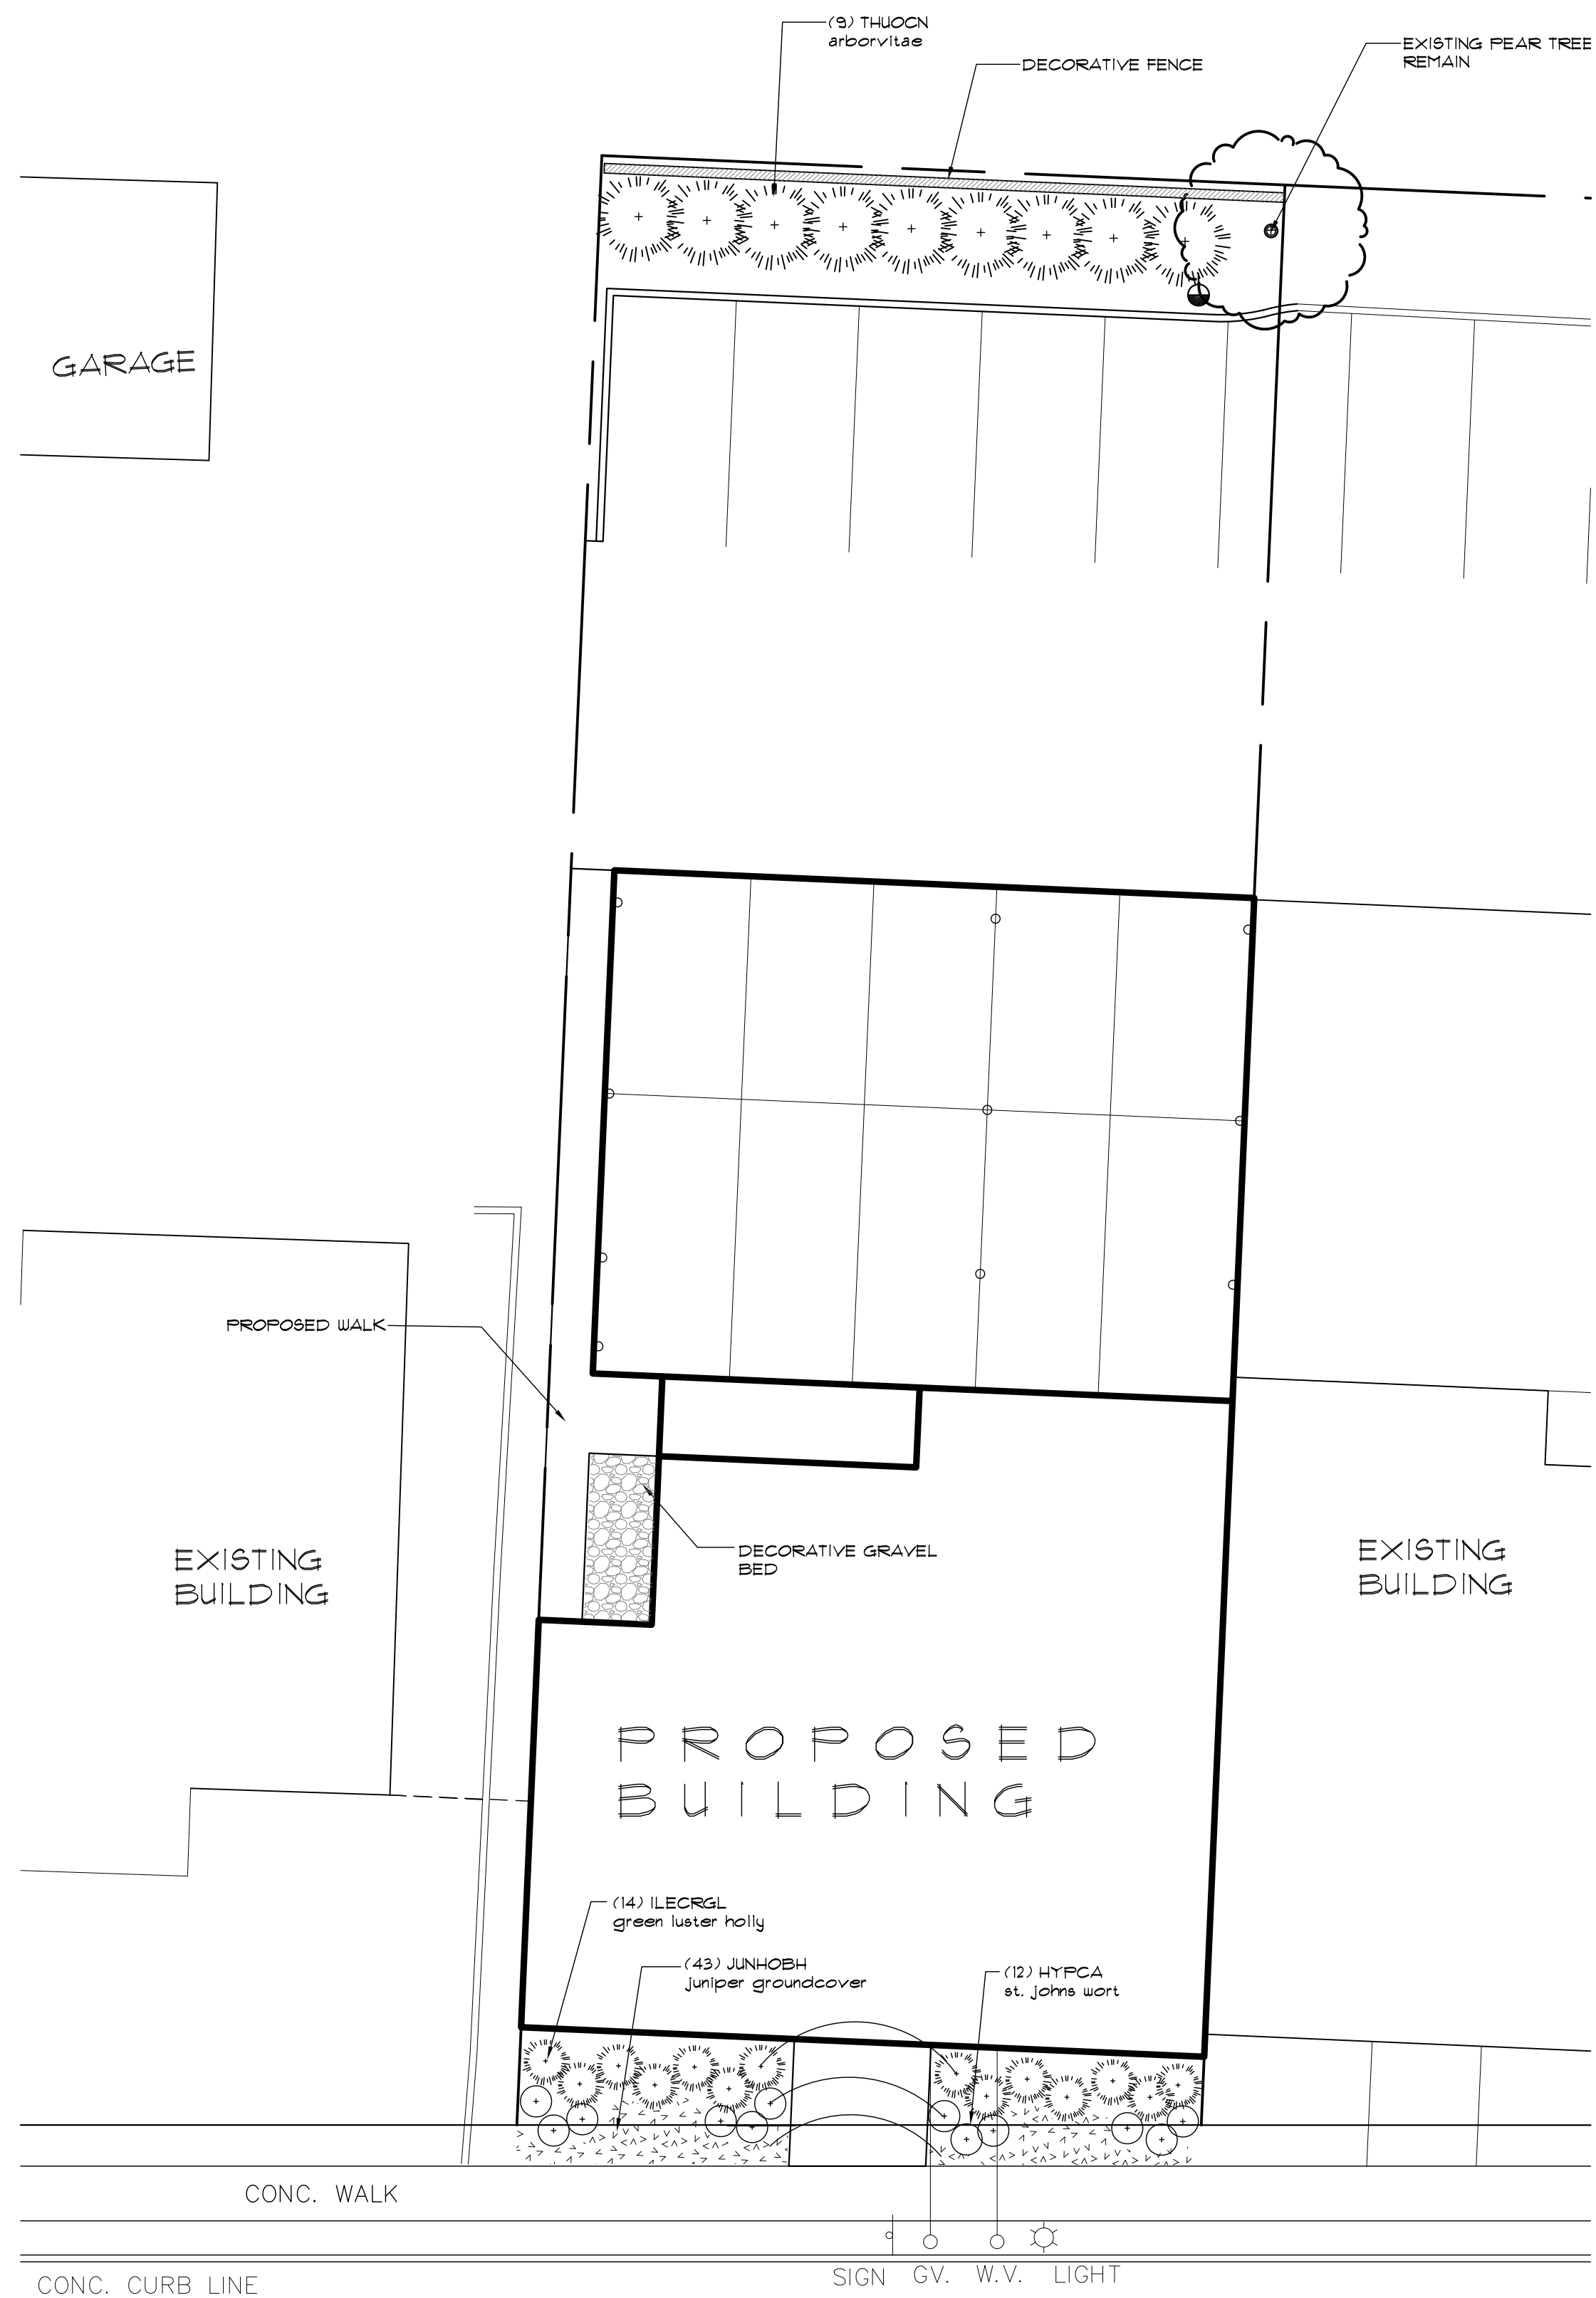 (9) THUOCN
arborvitae
EXISTING PEAR TREE
REMAIN
DECORATIVE FENCE
GARAGE
PROPOSED WALK
DECORATIVE GRAVEL
BED
EXISTING
BUILDING
EXISTING
BUILDING
PROPOSED
BUILDING
(14) ILECRGL
green luster holly
(43) JUNHOBH
juniper groundcover
(12) HYPCA
st. johns wort
CONC. WALK
SIGN GV. W.V. LIGHT
CONC. CURB LINE